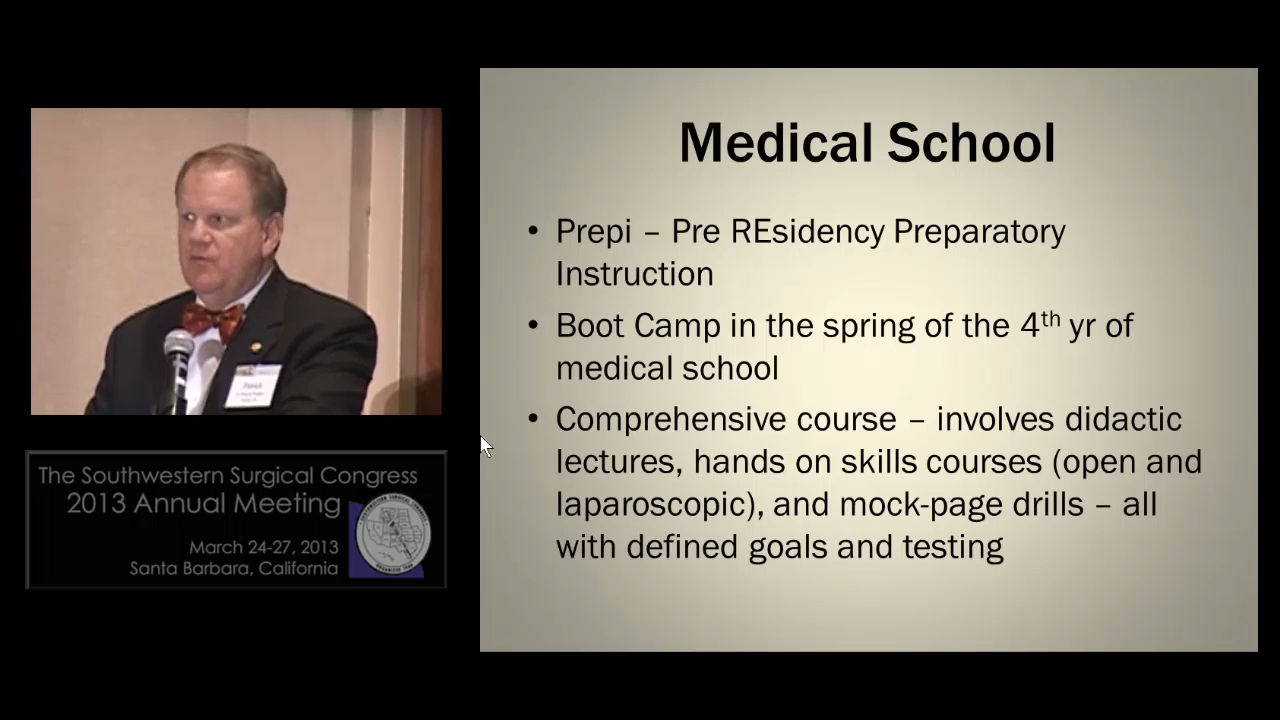 Medical School
• Prepi – Pre REsidency Preparatory
Instruction
• Boot Camp in the spring of the 4th yr of
medical school
• Comprehensive course – involves didactic
lectures, hands on skills courses (open and
laparoscopic), and mock-page drills – all
with defined goals and testing
The Southwestern Surgical Congress
2013 Annual Meeting
March 24-27, 2013
Santa Barbara, California